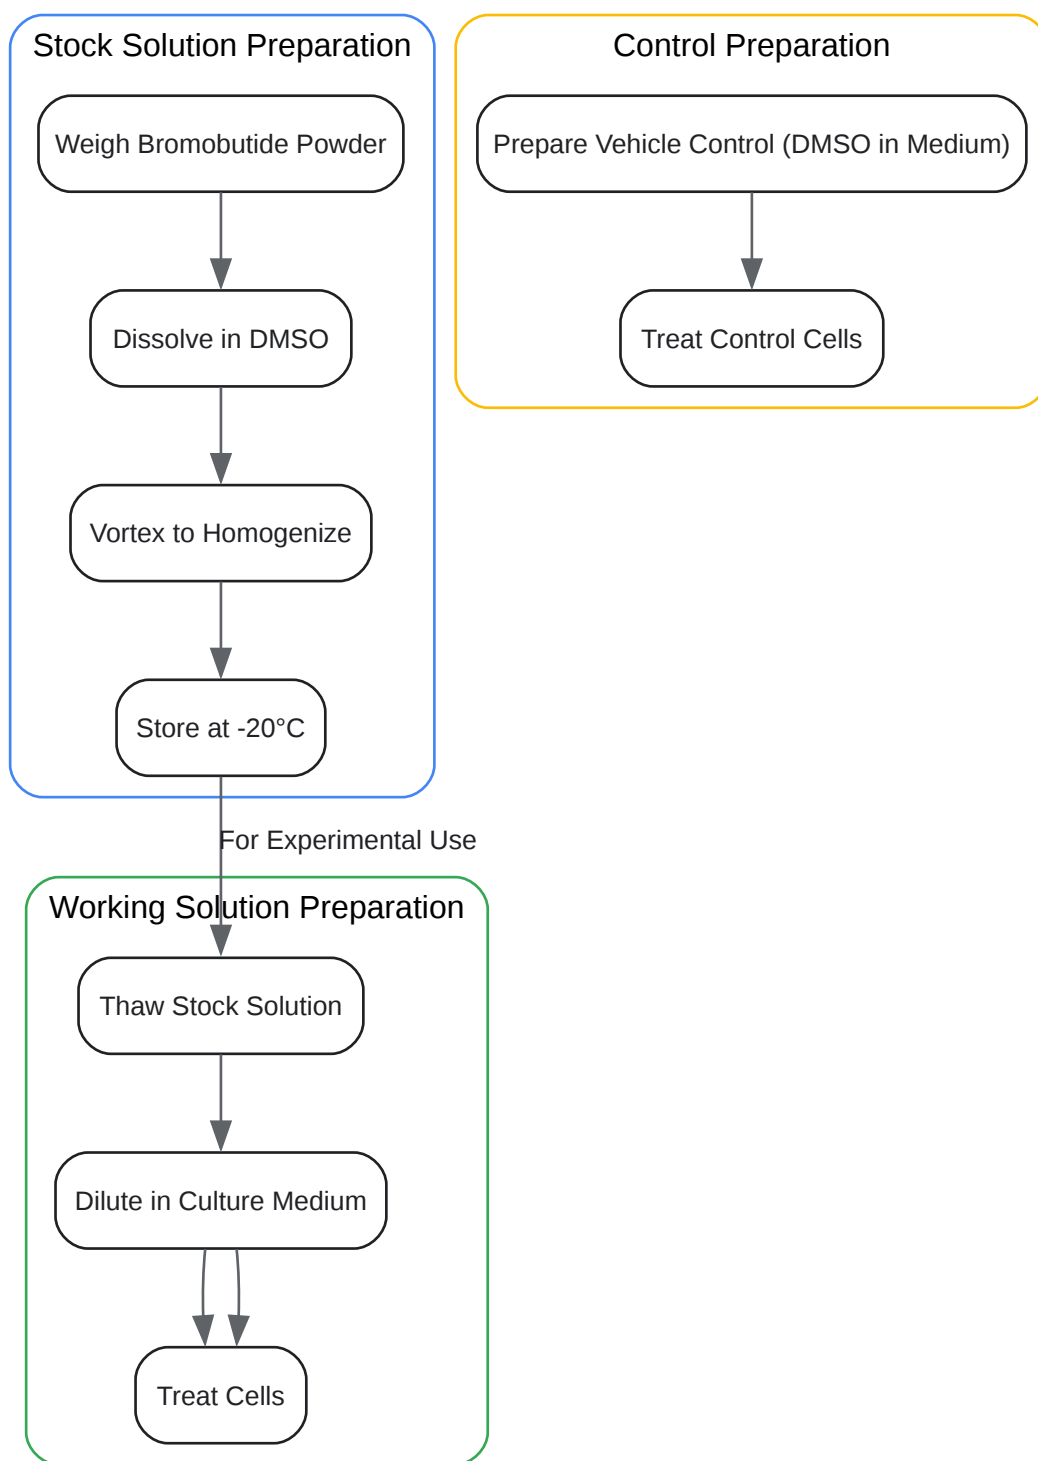 Stock Solution Preparation
Weigh Bromobutide Powder
Dissolve in DMSO
Vortex to Homogenize
Store at -20°C
For Experimental Use
Working Solution Preparation
Thaw Stock Solution
Dilute in Culture Medium
Treat Cells
Control Preparation
Prepare Vehicle Control (DMSO in Medium)
Treat Control Cells